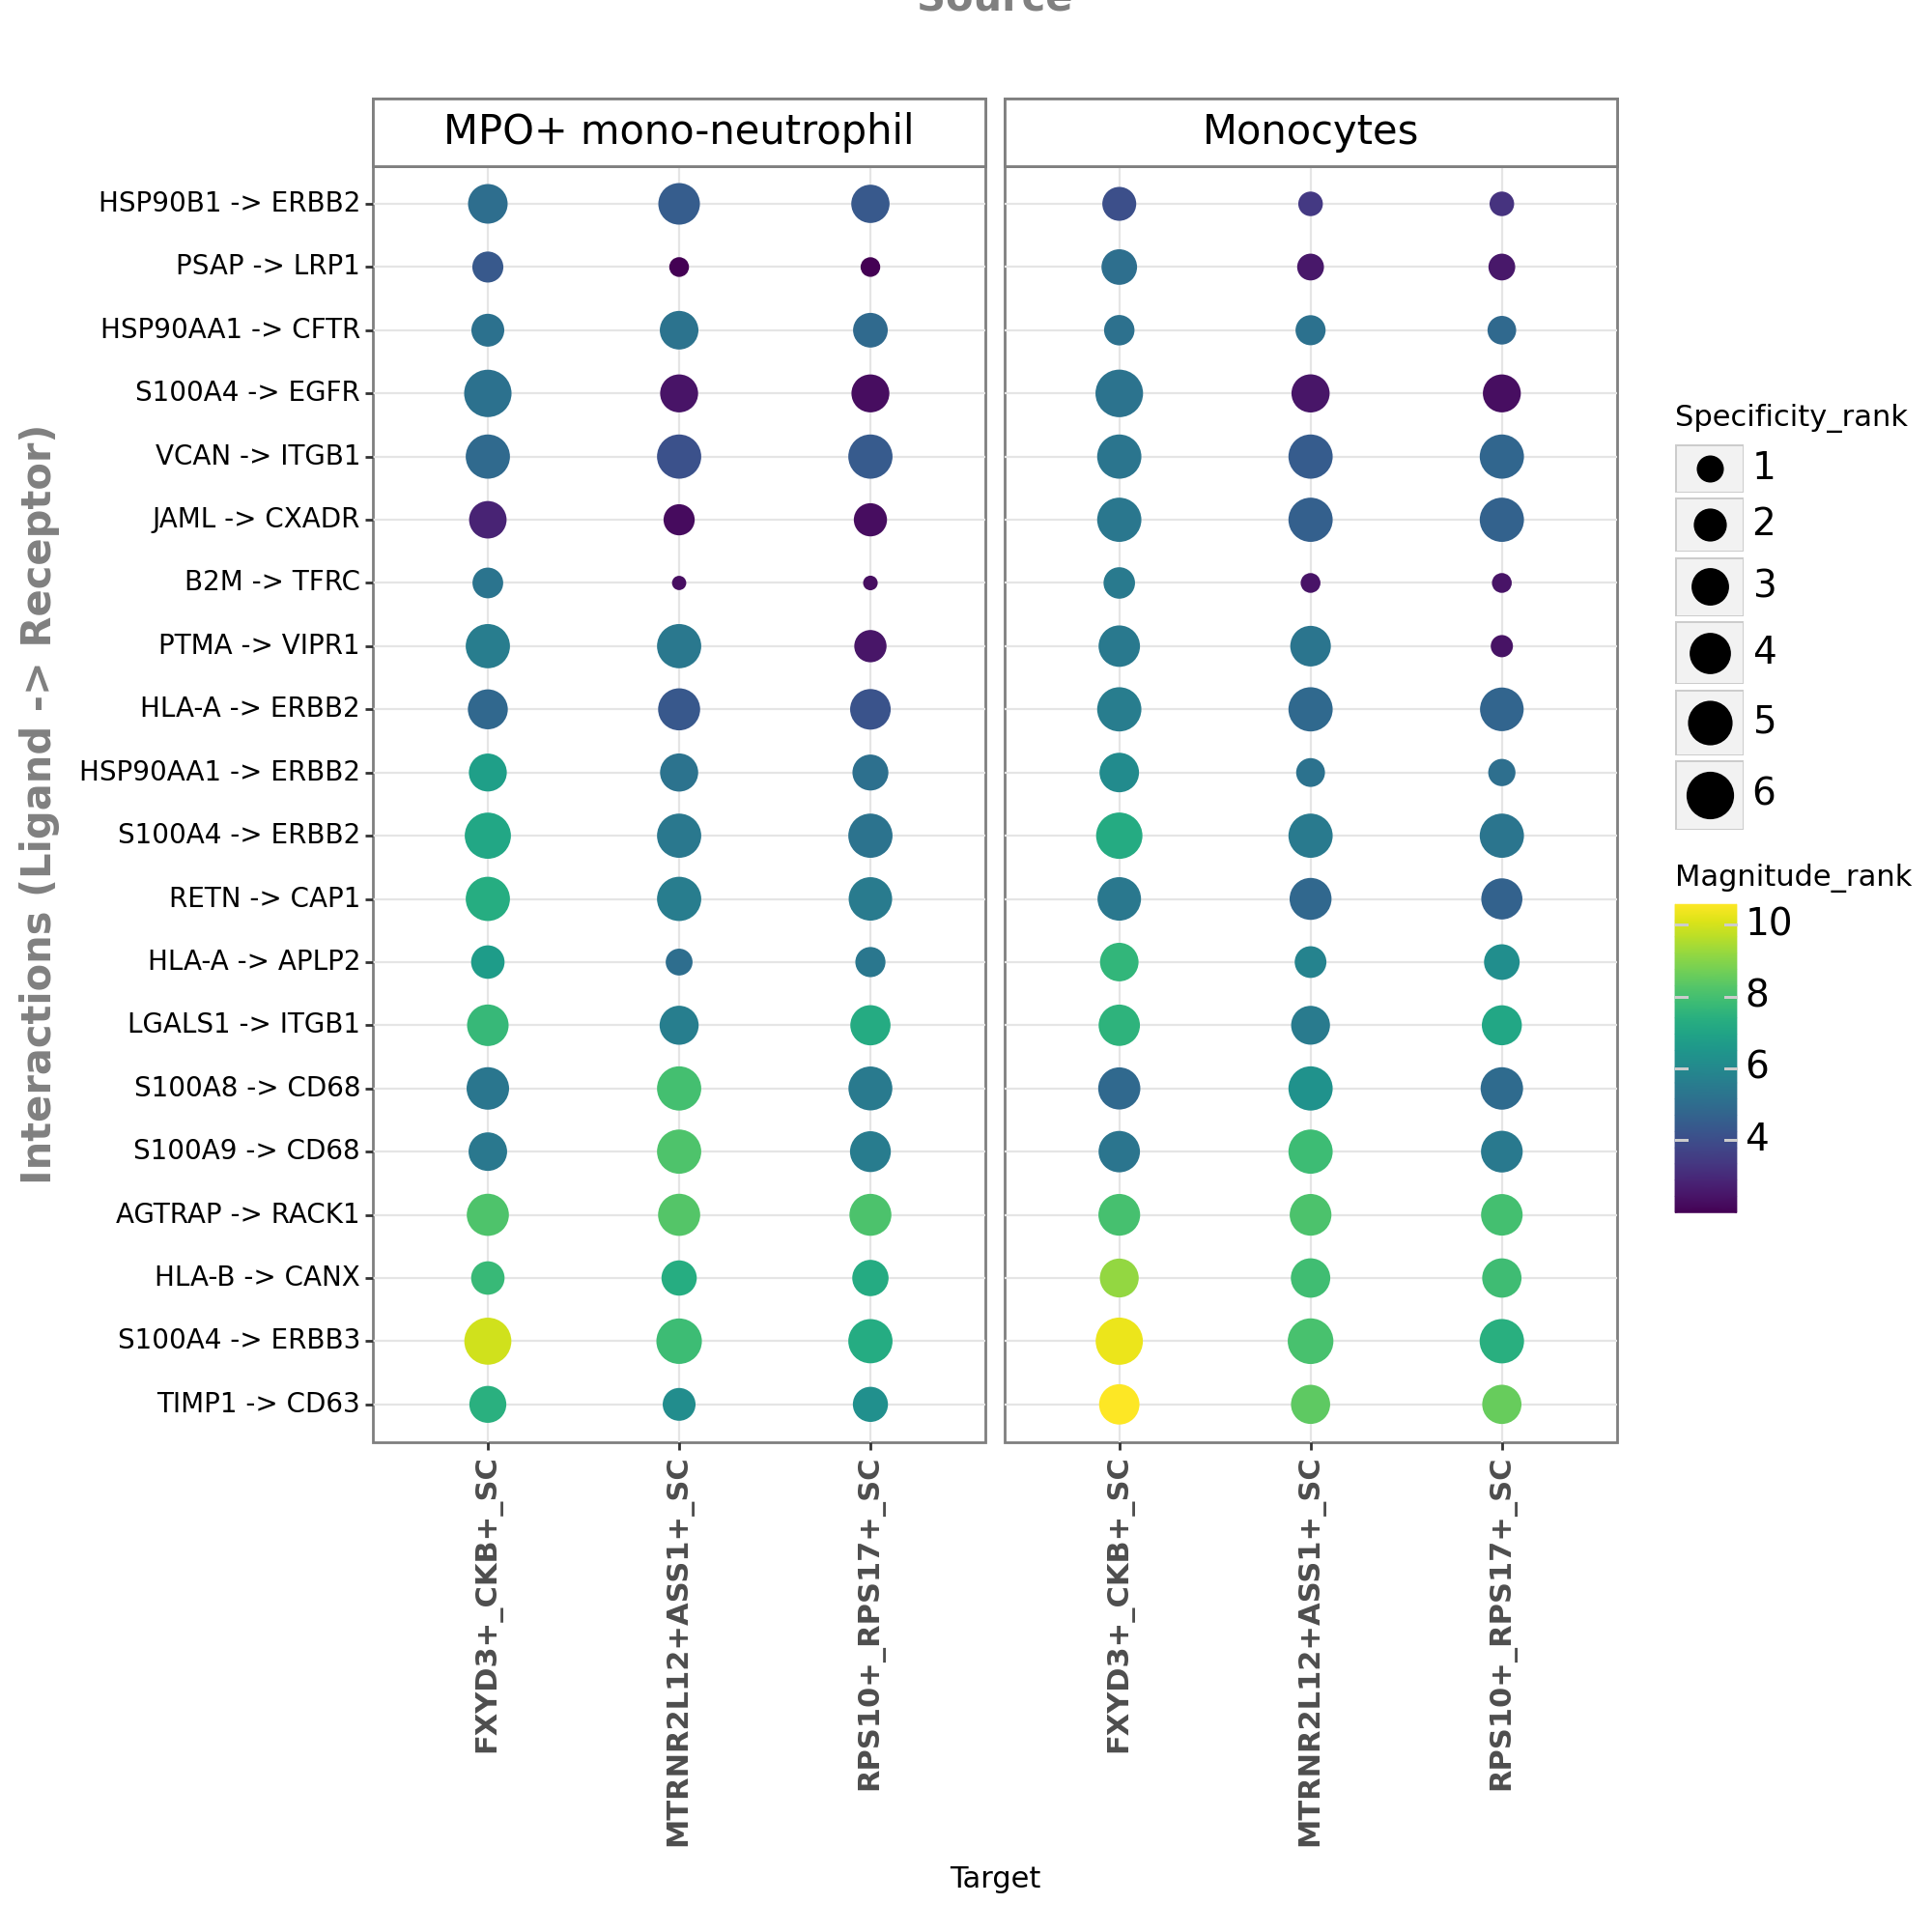 Source
MPO+ mono-neutrophil
Monocytes
Interactions (Ligand -> Receptor)
HSP90B1 -> ERBB2
PSAP -> LRP1
HSP90AA1 -> CFTR
S100A4 -> EGFR
VCAN -> ITGB1
JAML -> CXADR
B2M -> TFRC
PTMA -> VIPR1
HLA-A -> ERBB2
HSP90AA1 -> ERBB2
S100A4 -> ERBB2
RETN -> CAP1
HLA-A -> APLP2
LGALS1 -> ITGB1
S100A8 -> CD68
S100A9 -> CD68
AGTRAP -> RACK1
HLA-B -> CANX
S100A4 -> ERBB3
TIMP1 -> CD63
FXYD3+_CKB+_SC
MTRNR2L12+ASS1+_SC
RPS10+_RPS17+_SC
FXYD3+_CKB+_SC
MTRNR2L12+ASS1+_SC
RPS10+_RPS17+_SC
Target
Specificity_rank
1
2
3
4
5
6
Magnitude_rank
10
8
6
4